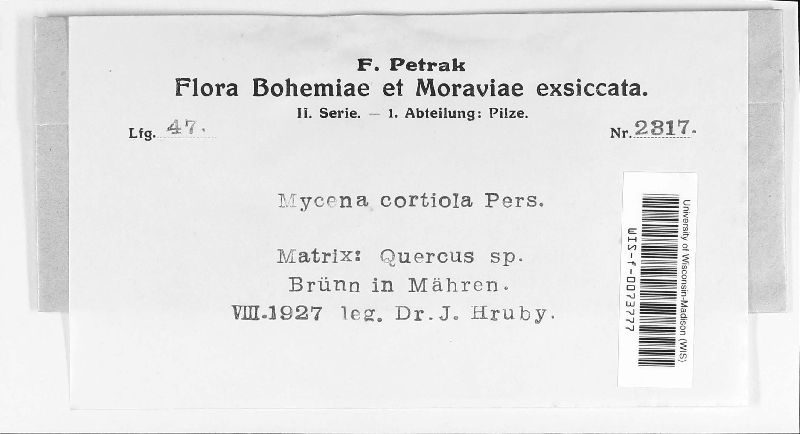 F. Petrak
Flora Bohemiae et Moraviae exsiccata.
II. Serie. — 1. Abteilung: Pilze.
Lfg. 47.
Nr. 2317.
Mycena cortiola Pers.
Matrix: Quercus sp.
Brünn in Mähren.
VIII.1927 leg. Dr. J. Hruby.
University of Wisconsin-Madison (WIS)
WIS-f-0073777